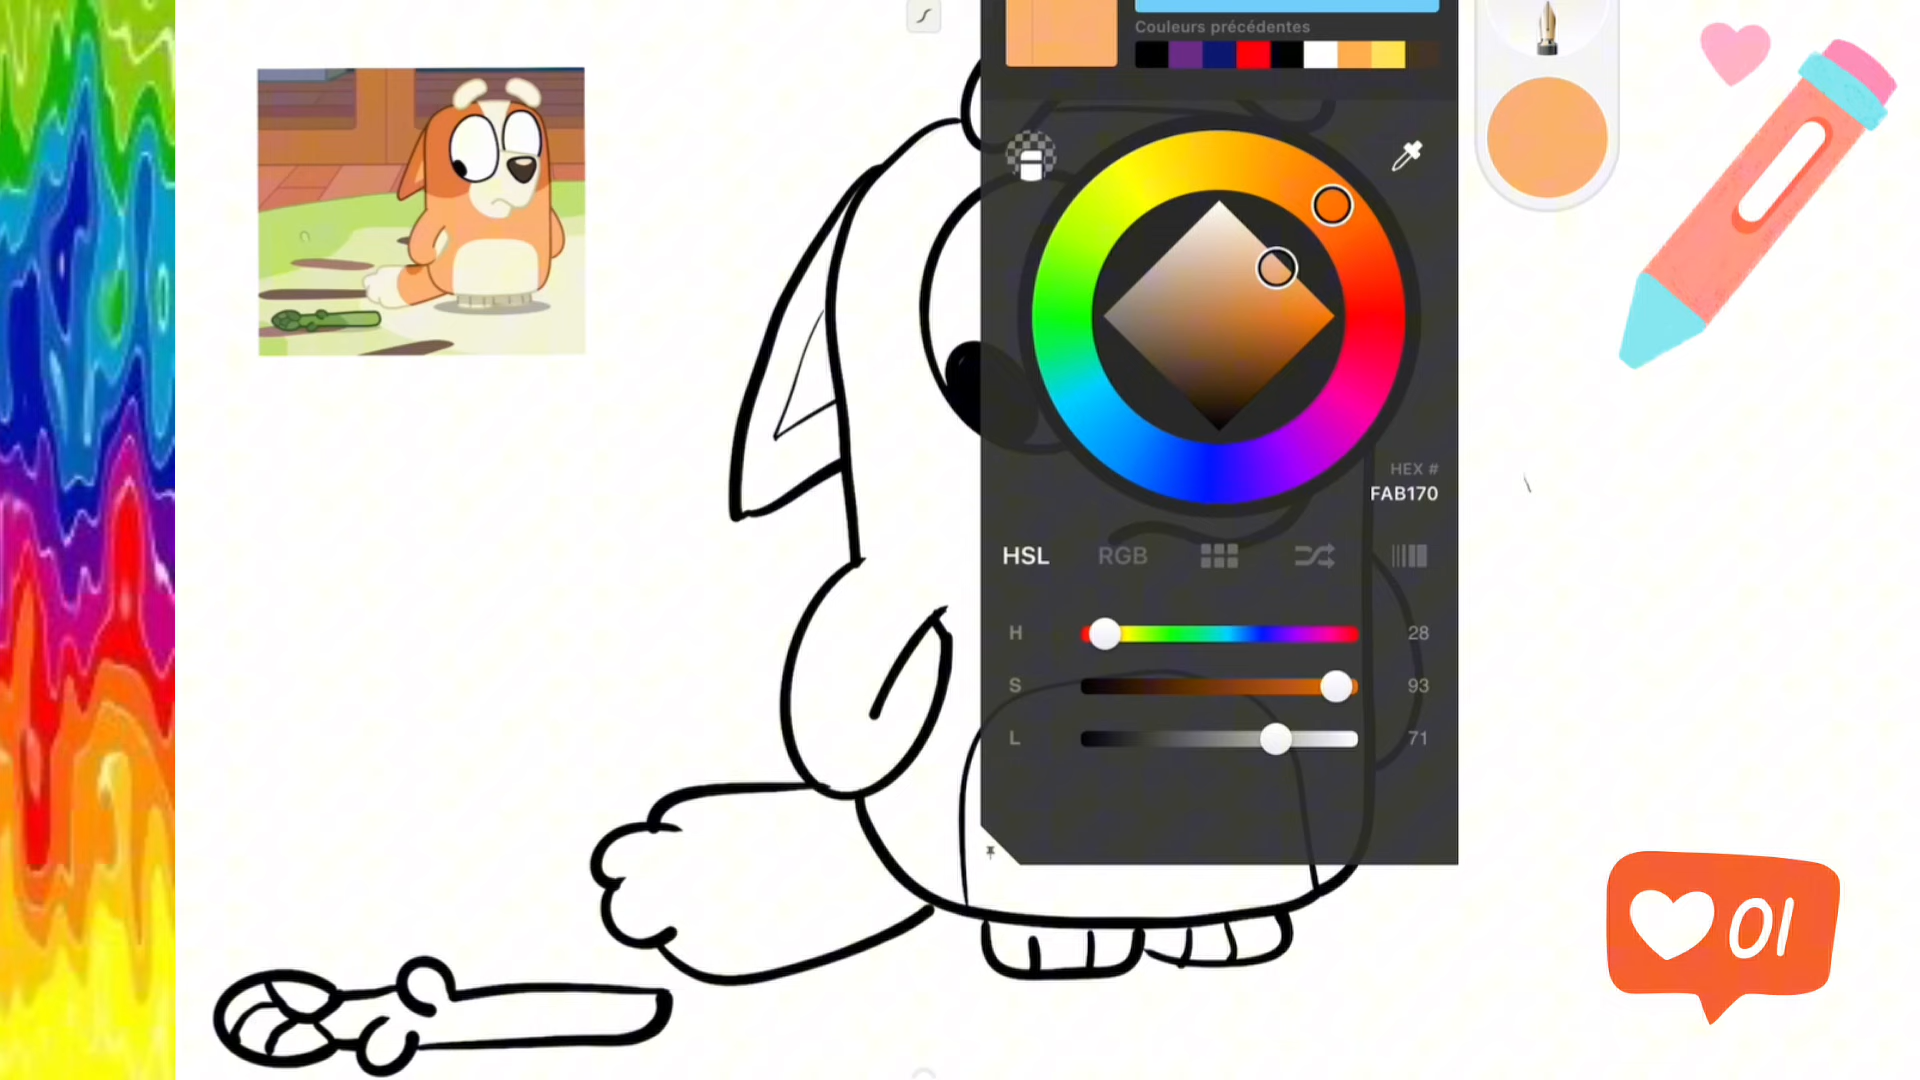 Couleurs précédentes
HEX #
FAB170
HSL RGB
H 28
S 93
L 71
01